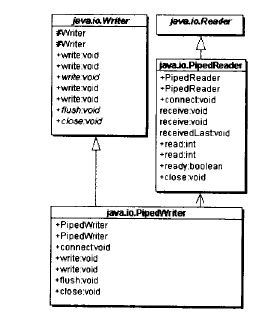 java.io.Writer
#Writer
#Writer
+write:void
+write:void
+write:void
+write:void
+write:void
+flush:void
+close:void
java.io.Reader
java.io.PipedReader
+PipedReader
+PipedReader
+connect:void
receive:void
receive:void
receivedLast:void
+read:int
+read:int
+ready:boolean
+close:void
java.io.PipedWriter
+PipedWriter
+PipedWriter
+connect:void
+write:void
+write:void
+flush:void
+close:void